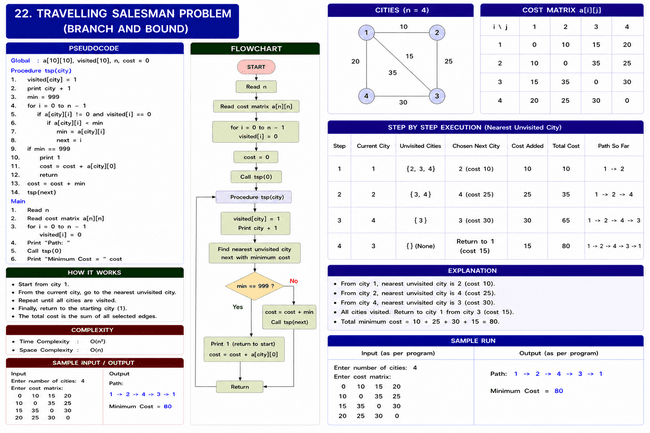 22. TRAVELLING SALESMAN PROBLEM
(BRANCH AND BOUND)
PSEUDOCODE
Global : a[10][10], visited[10], n, cost = 0
Procedure tsp(city)
1. visited[city] = 1
2. print city + 1
3. min = 999
4. for i = 0 to n - 1
5. if a[city][i] != 0 and visited[i] == 0
6. if a[city][i] < min
7. min = a[city][i]
8. next = i
9. if min == 999
10. print 1
11. cost = cost + a[city][0]
12. return
13. cost = cost + min
14. tsp(next)
Main
1. Read n
2. Read cost matrix a[n][n]
3. for i = 0 to n - 1
visited[i] = 0
4. Print "Path: "
5. Call tsp(0)
6. Print "Minimum Cost = " cost
HOW IT WORKS
• Start from city 1.
• From the current city, go to the nearest unvisited city.
• Repeat until all cities are visited.
• Finally, return to the starting city (1).
• The total cost is the sum of all selected edges.
COMPLEXITY
• Time Complexity : O(n²)
• Space Complexity : O(n)
SAMPLE INPUT / OUTPUT
Input
Enter number of cities: 4
Enter cost matrix:
0 10 15 20
10 0 35 25
15 35 0 30
20 25 30 0
Output
Path:
1 → 2 → 4 → 3 → 1
Minimum Cost = 80
FLOWCHART
START
Read n
Read cost matrix a[n][n]
for i = 0 to n - 1
visited[i] = 0
cost = 0
Call tsp(0)
Procedure tsp(city)
visited[city] = 1
Print city + 1
Find nearest unvisited city
next with minimum cost
min == 999 ?
No
Yes
cost = cost + min
Call tsp(next)
Print 1 (return to start)
cost = cost + a[city][0]
Return
CITIES (n = 4)
1
10
2
20
35
25
15
4
30
3
COST MATRIX a[i][j]
i \ j 1 2 3 4
1 0 10 15 20
2 10 0 35 25
3 15 35 0 30
4 20 25 30 0
STEP BY STEP EXECUTION (Nearest Unvisited City)
Step Current City Unvisited Cities Chosen Next City Cost Added Total Cost Path So Far
1 1 {2, 3, 4} 2 (cost 10) 10 10 1 → 2
2 2 {3, 4} 4 (cost 25) 25 35 1 → 2 → 4
3 4 {3} 3 (cost 30) 30 65 1 → 2 → 4 → 3
4 3 {} (None) Return to 1 (cost 15) 15 80 1 → 2 → 4 → 3 → 1
EXPLANATION
• From city 1, nearest unvisited city is 2 (cost 10).
• From city 2, nearest unvisited city is 4 (cost 25).
• From city 4, nearest unvisited city is 3 (cost 30).
• All cities visited. Return to city 1 from city 3 (cost 15).
• Total minimum cost = 10 + 25 + 30 + 15 = 80.
SAMPLE RUN
Input (as per program)
Enter number of cities: 4
Enter cost matrix:
0 10 15 20
10 0 35 25
15 35 0 30
20 25 30 0
Output (as per program)
Path: 1 → 2 → 4 → 3 → 1
Minimum Cost = 80